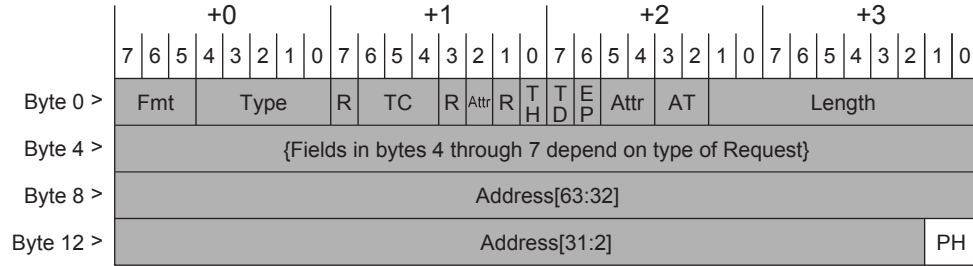 +0 +1 +2 +3
7 6 5 4 3 2 1 0 7 6 5 4 3 2 1 0 7 6 5 4 3 2 1 0 7 6 5 4 3 2 1 0
Byte 0 > Fmt Type R TC R Attr R TH TD EP Attr AT Length
Byte 4 > {Fields in bytes 4 through 7 depend on type of Request}
Byte 8 > Address[63:32]
Byte 12 > Address[31:2] PH